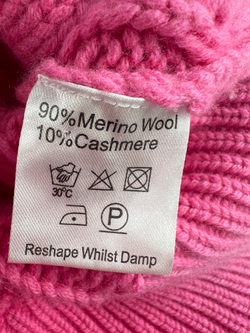 90%Merino Wool
10%Cashmere
30°C
P
Reshape Whilst Damp